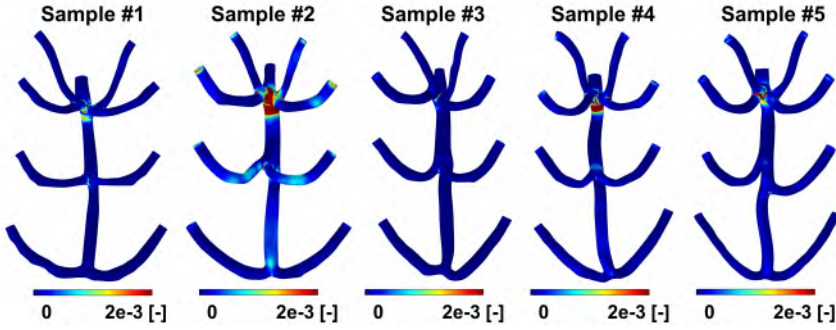 Sample #1 Sample #2 Sample #3 Sample #4 Sample #5
0 2e-3 [-] 0 2e-3 [-] 0 2e-3 [-] 0 2e-3 [-] 0 2e-3 [-]